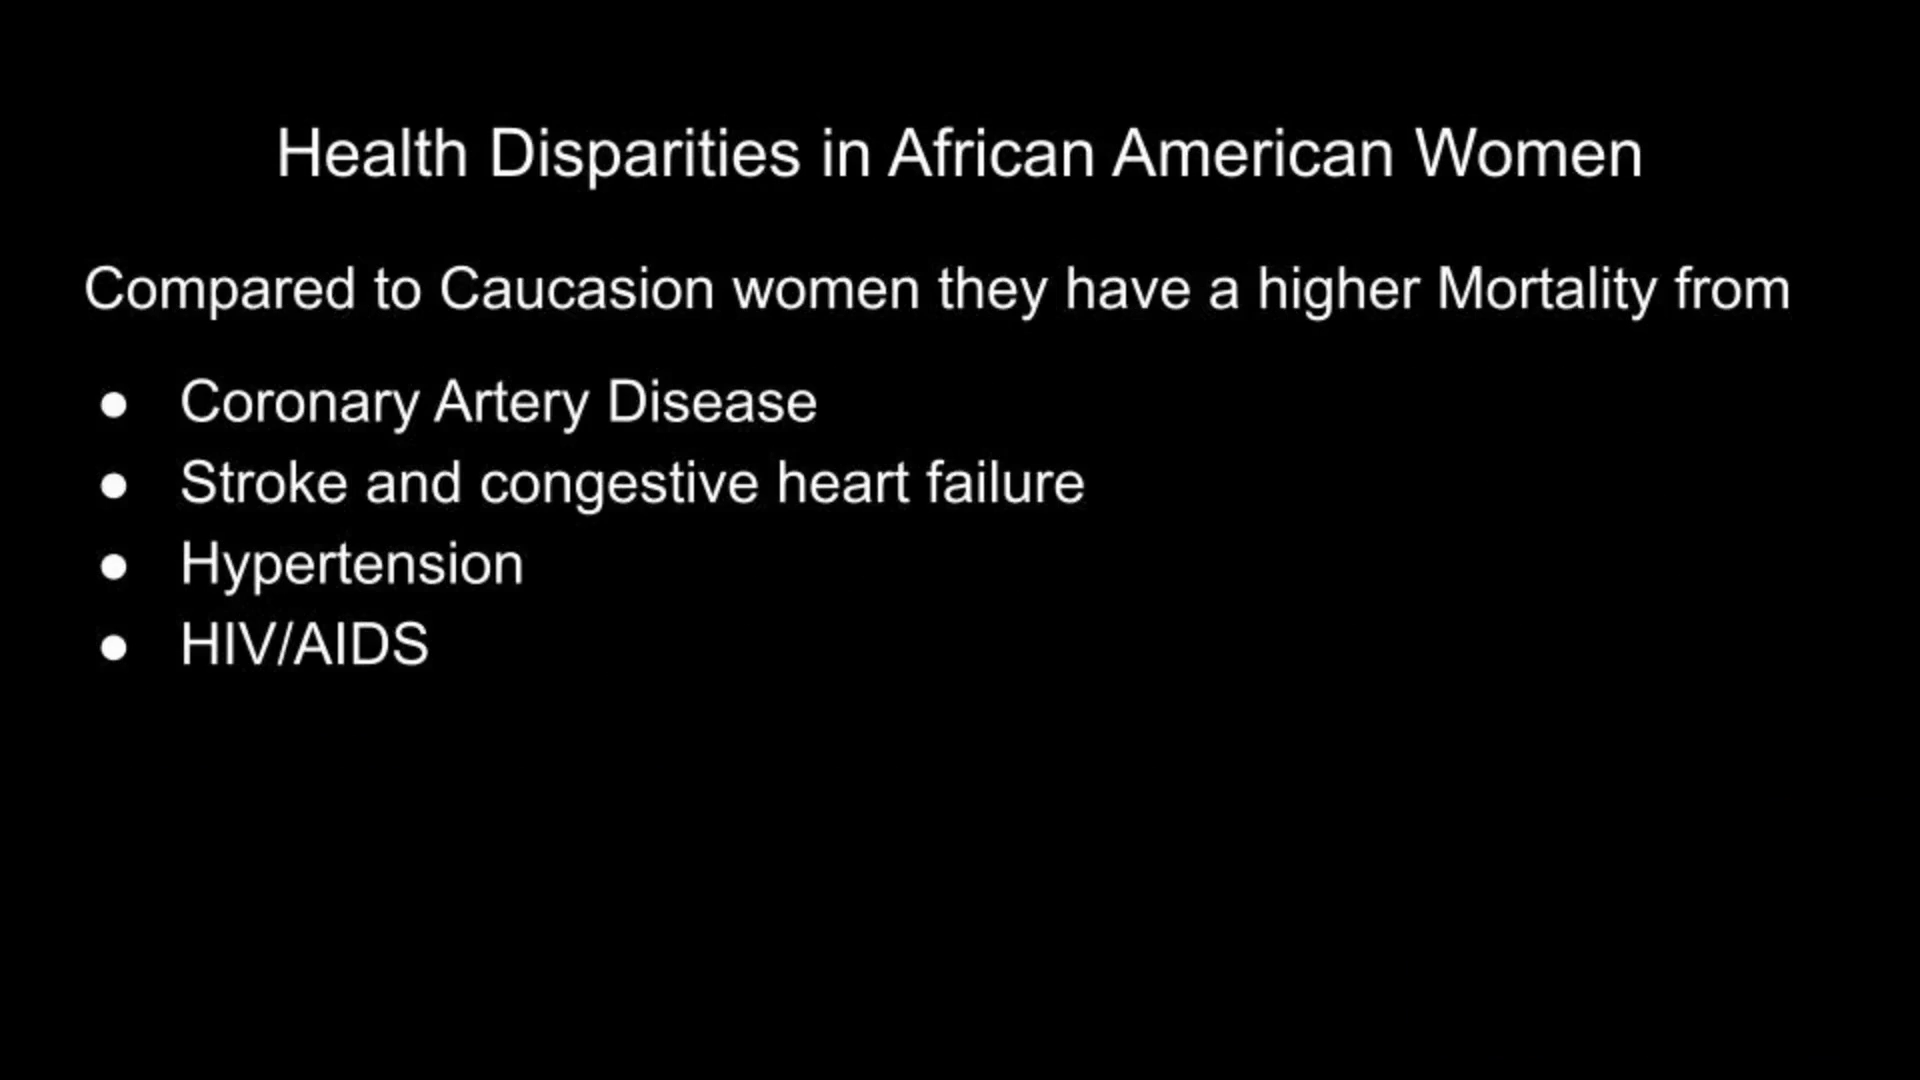 Health Disparities in African American Women
Compared to Caucasion women they have a higher Mortality from
● Coronary Artery Disease
● Stroke and congestive heart failure
● Hypertension
● HIV/AIDS